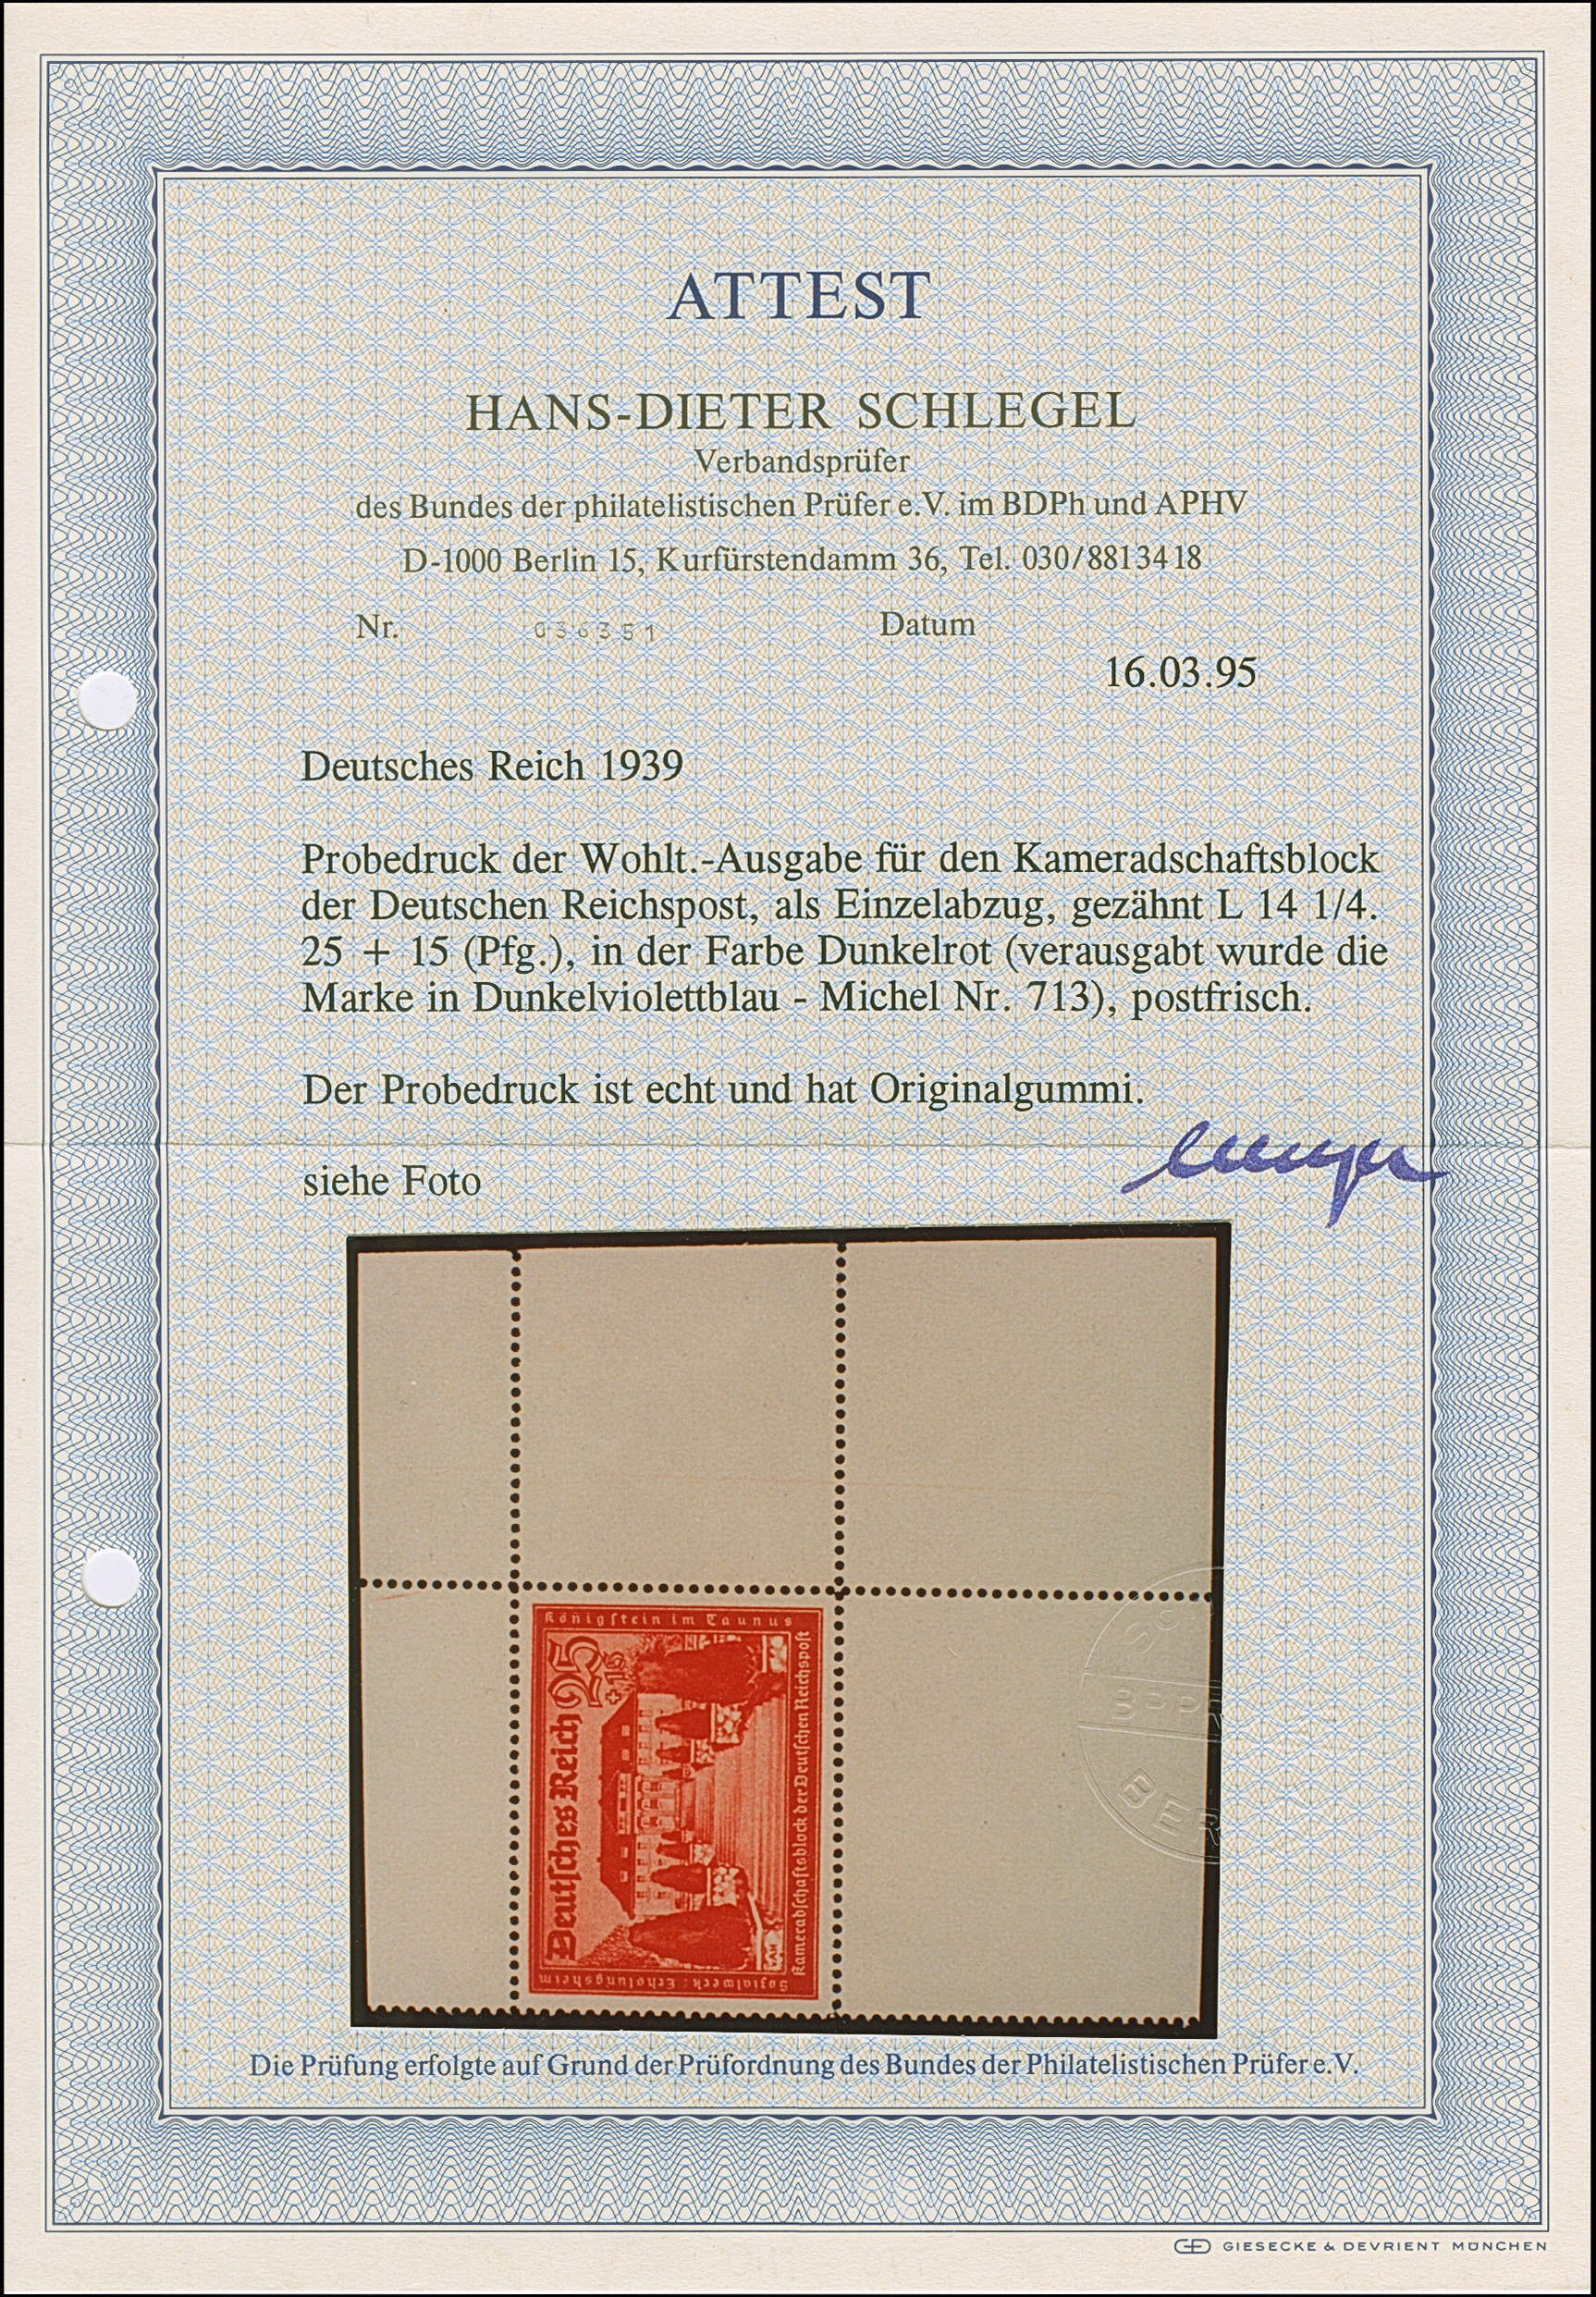 ATTEST
HANS-DIETER SCHLEGEL
Verbandsprüfer
des Bundes der philatelistischen Prüfer e.V. im BDPh und APHV
D-1000 Berlin 15, Kurfürstendamm 36, Tel. 030/8813418
Nr. 036351 Datum
16.03.95
Deutsches Reich 1939
Probedruck der Wohlt.-Ausgabe für den Kameradschaftsblock
der Deutschen Reichspost, als Einzelabzug, gezähnt L 14 1/4.
25 + 15 (Pfg.), in der Farbe Dunkelrot (verausgabt wurde die
Marke in Dunkelviolettblau - Michel Nr. 713), postfrisch.
Der Probedruck ist echt und hat Originalgummi.
siehe Foto
Königstein im Taunus
Deutsches Reich 25
+15
Kameradschaftsblock der Deutschen Reichspost
Sozialwerk: Erholungsheim
BPP
BER
Die Prüfung erfolgte auf Grund der Prüfordnung des Bundes der Philatelistischen Prüfer e.V.
GIESECKE & DEVRIENT MÜNCHEN